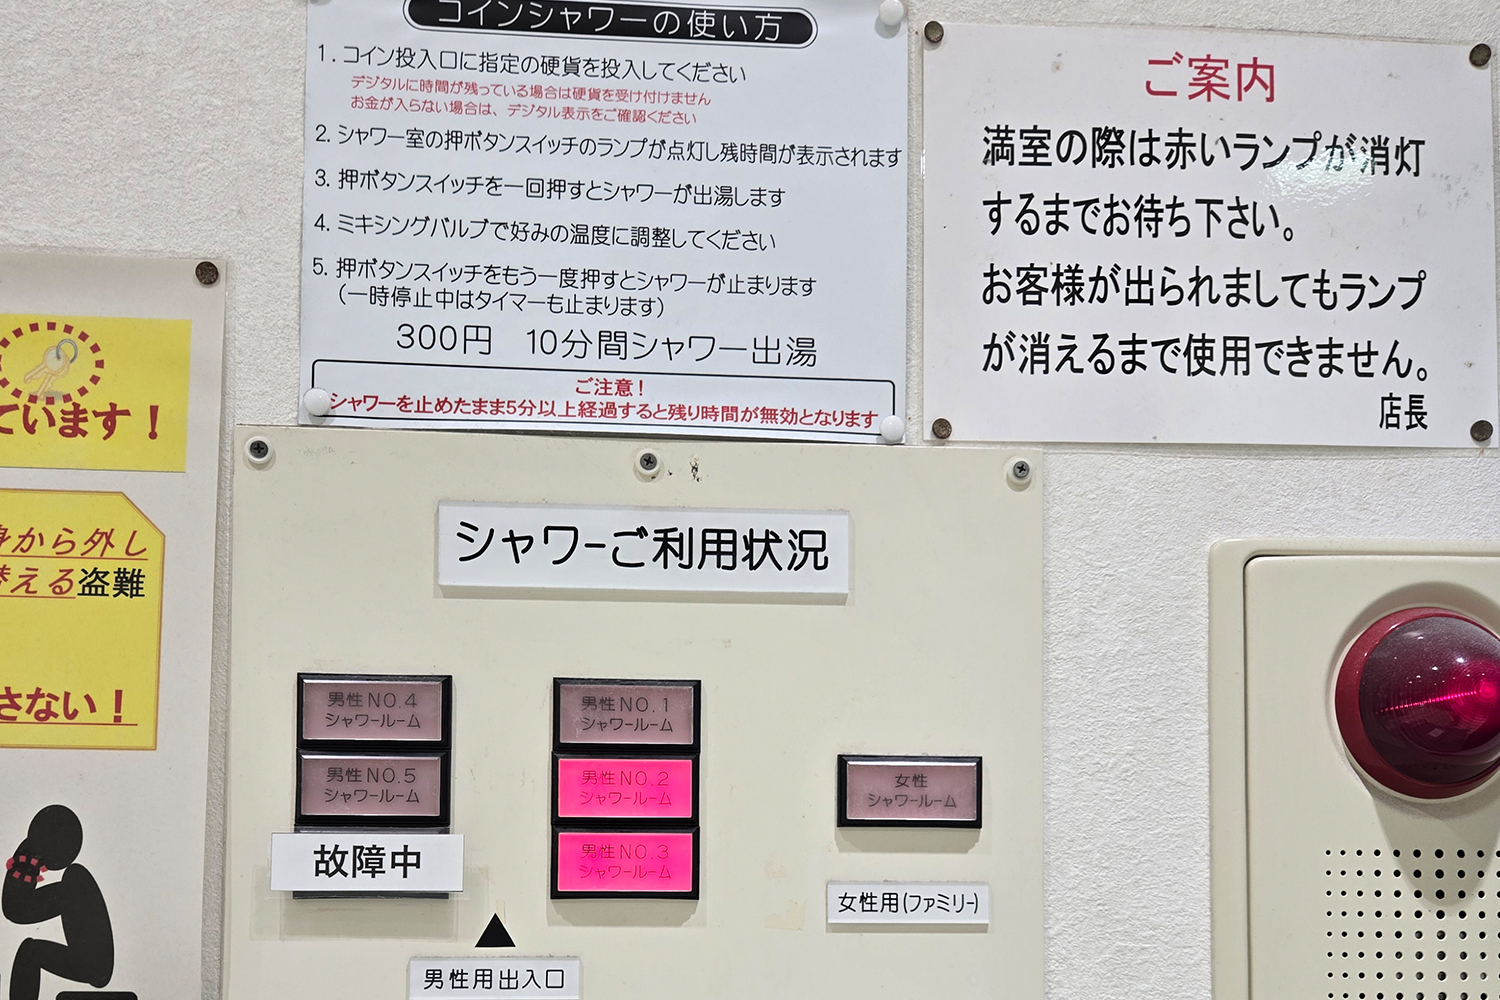 コインシャワーの使い方
1. コイン投入口に指定の硬貨を投入してください
デジタルに時間が残っている場合は硬貨を受け付けません
お金が入らない場合は、デジタル表示をご確認ください
2. シャワー室の押ボタンスイッチのランプが点灯し残時間が表示されます
3. 押ボタンスイッチを一回押すとシャワーが出湯します
4. ミキシングバルブで好みの温度に調整してください
5. 押ボタンスイッチをもう一度押すとシャワーが止まります
(一時停止中はタイマーも止まります)
300円 10分間シャワー出湯
ご注意!
シャワーを止めたまま5分以上経過すると残り時間が無効となります
ご案内
満室の際は赤いランプが消灯
するまでお待ち下さい。
お客様が出られましてもランプ
が消えるまで使用できません。
店長
ています!
から外し
える盗難
さない!
シャワーご利用状況
男性NO.4
シャワールーム
男性NO.5
シャワールーム
故障中
男性NO.1
シャワールーム
男性NO.2
シャワールーム
男性NO.3
シャワールーム
女性
シャワールーム
女性用(ファミリー)
▲
男性用出入口